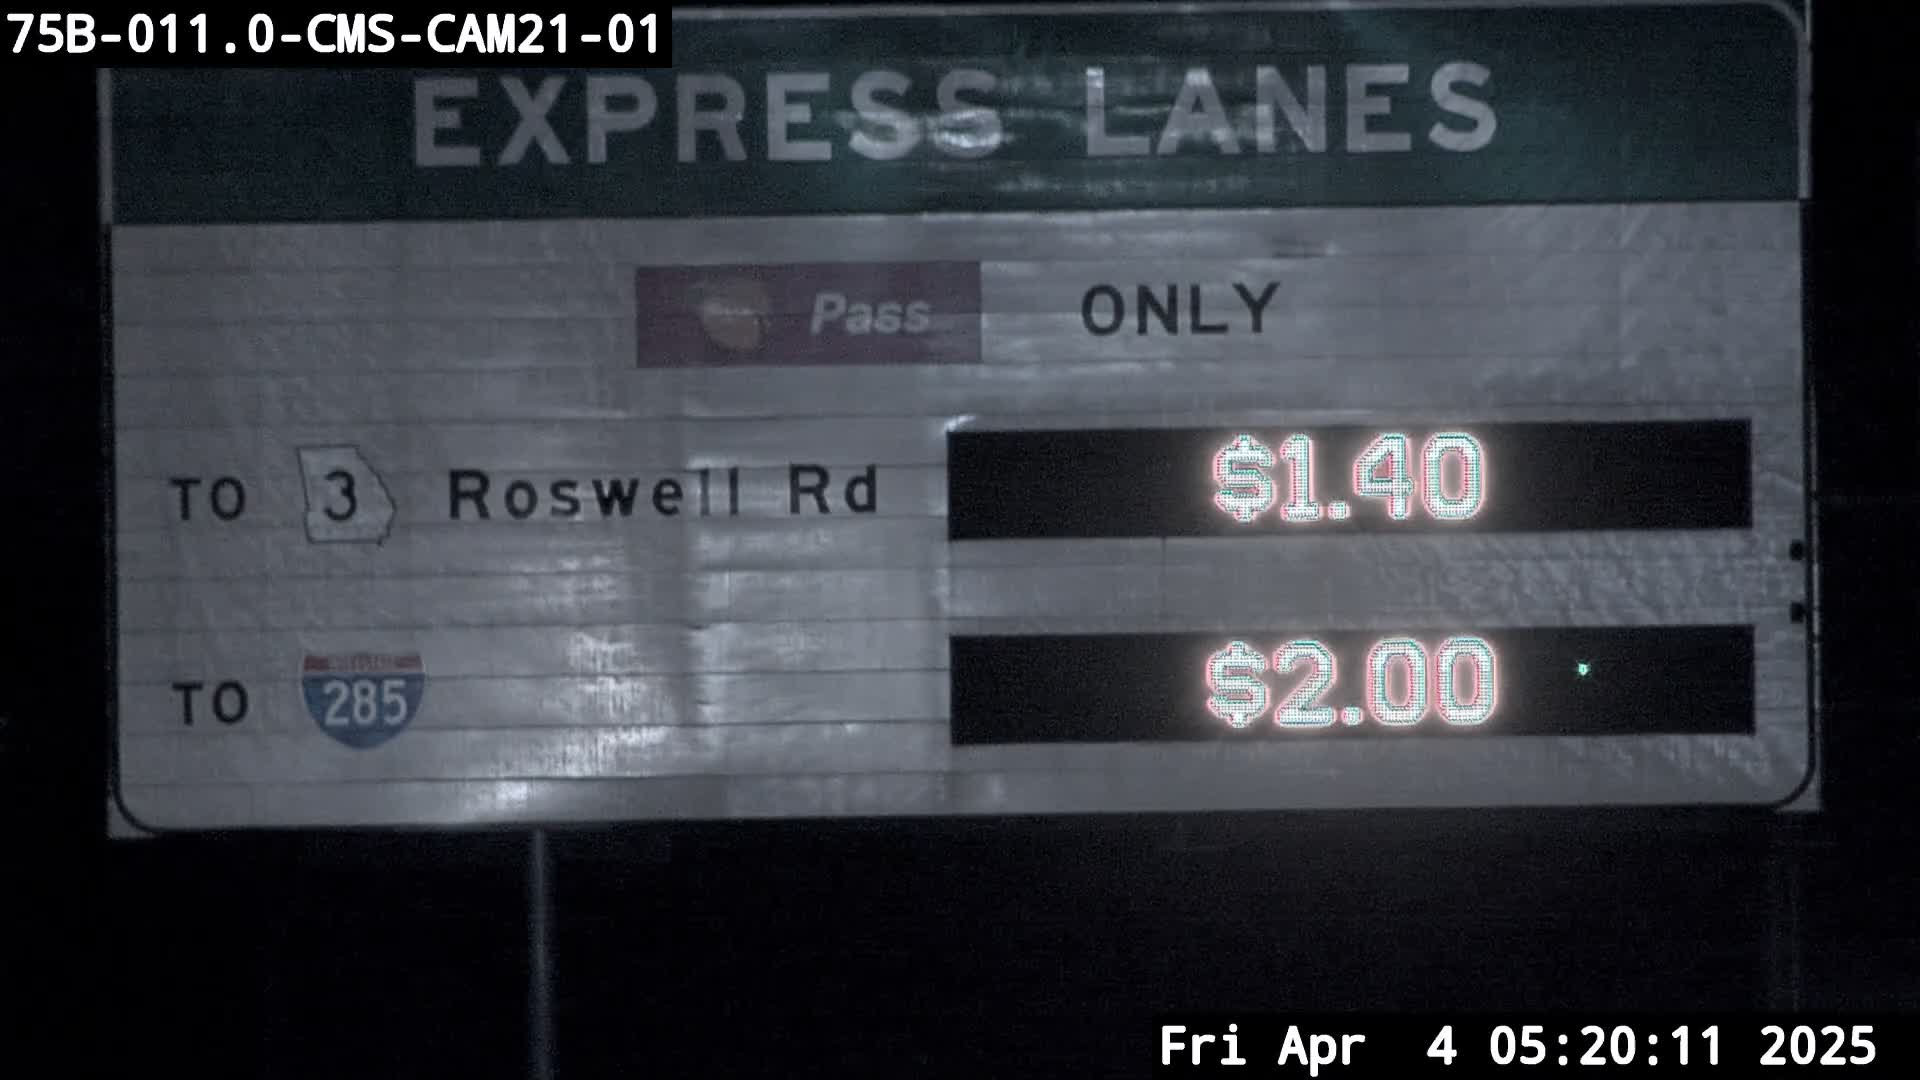 75B-011.0-CMS-CAM21-01
EXPRESS LANES
Pass ONLY
TO 3 Roswell Rd $1.40
TO 285 $2.00
Fri Apr 4 05:20:11 2025